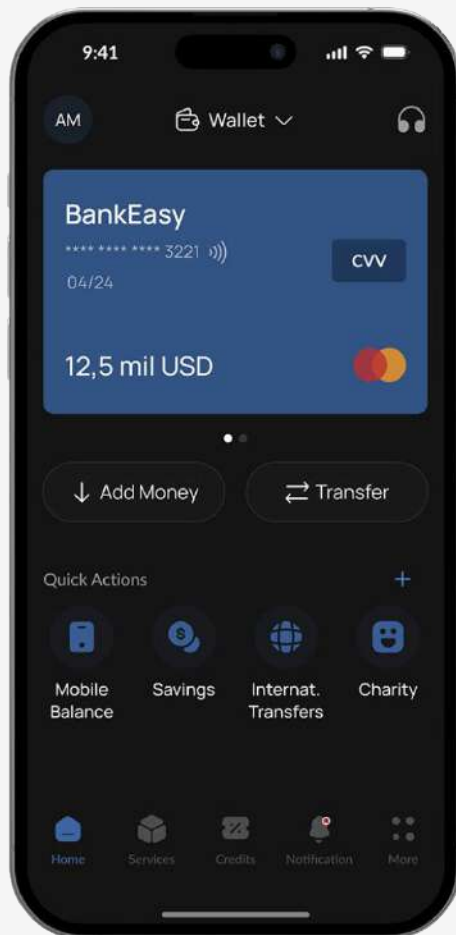 9:41
AM
Wallet
BankEasy
**** **** **** 3221
CVV
04/24
12,5 mil USD
Add Money
Transfer
Quick Actions
+
Mobile
Balance
Savings
Internat.
Transfers
Charity
Home
Services
Credits
Notification
More